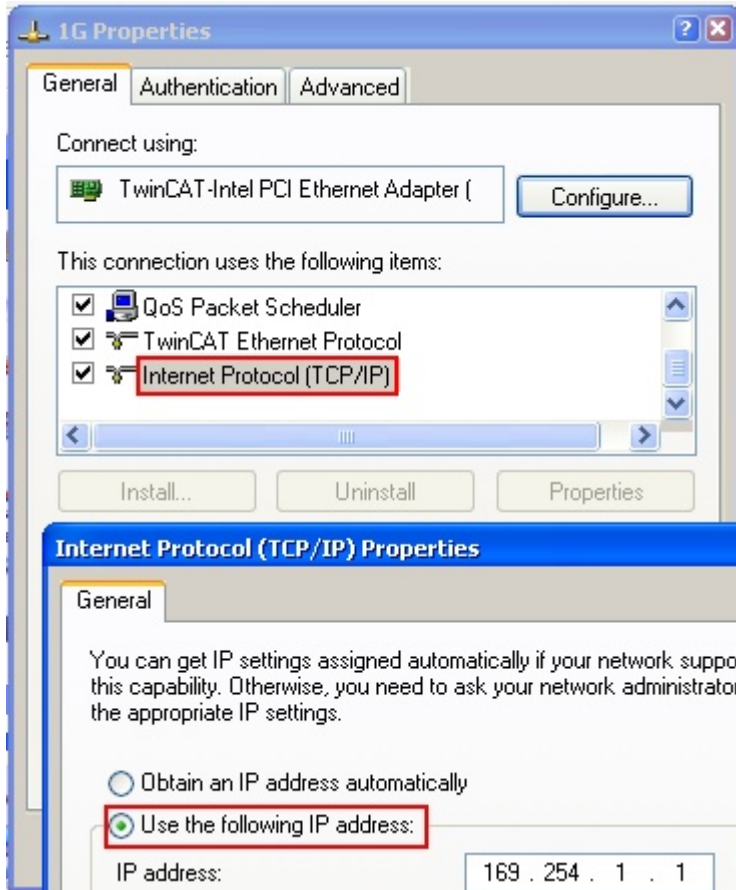 1G Properties
General Authentication Advanced
Connect using:
TwinCAT-Intel PCI Ethernet Adapter (
Configure...
This connection uses the following items:
QoS Packet Scheduler
TwinCAT Ethernet Protocol
Internet Protocol (TCP/IP)
Install... Uninstall Properties
Internet Protocol (TCP/IP) Properties
General
You can get IP settings assigned automatically if your network suppo
this capability. Otherwise, you need to ask your network administrator
the appropriate IP settings.
Obtain an IP address automatically
Use the following IP address:
IP address: 169 . 254 . 1 . 1